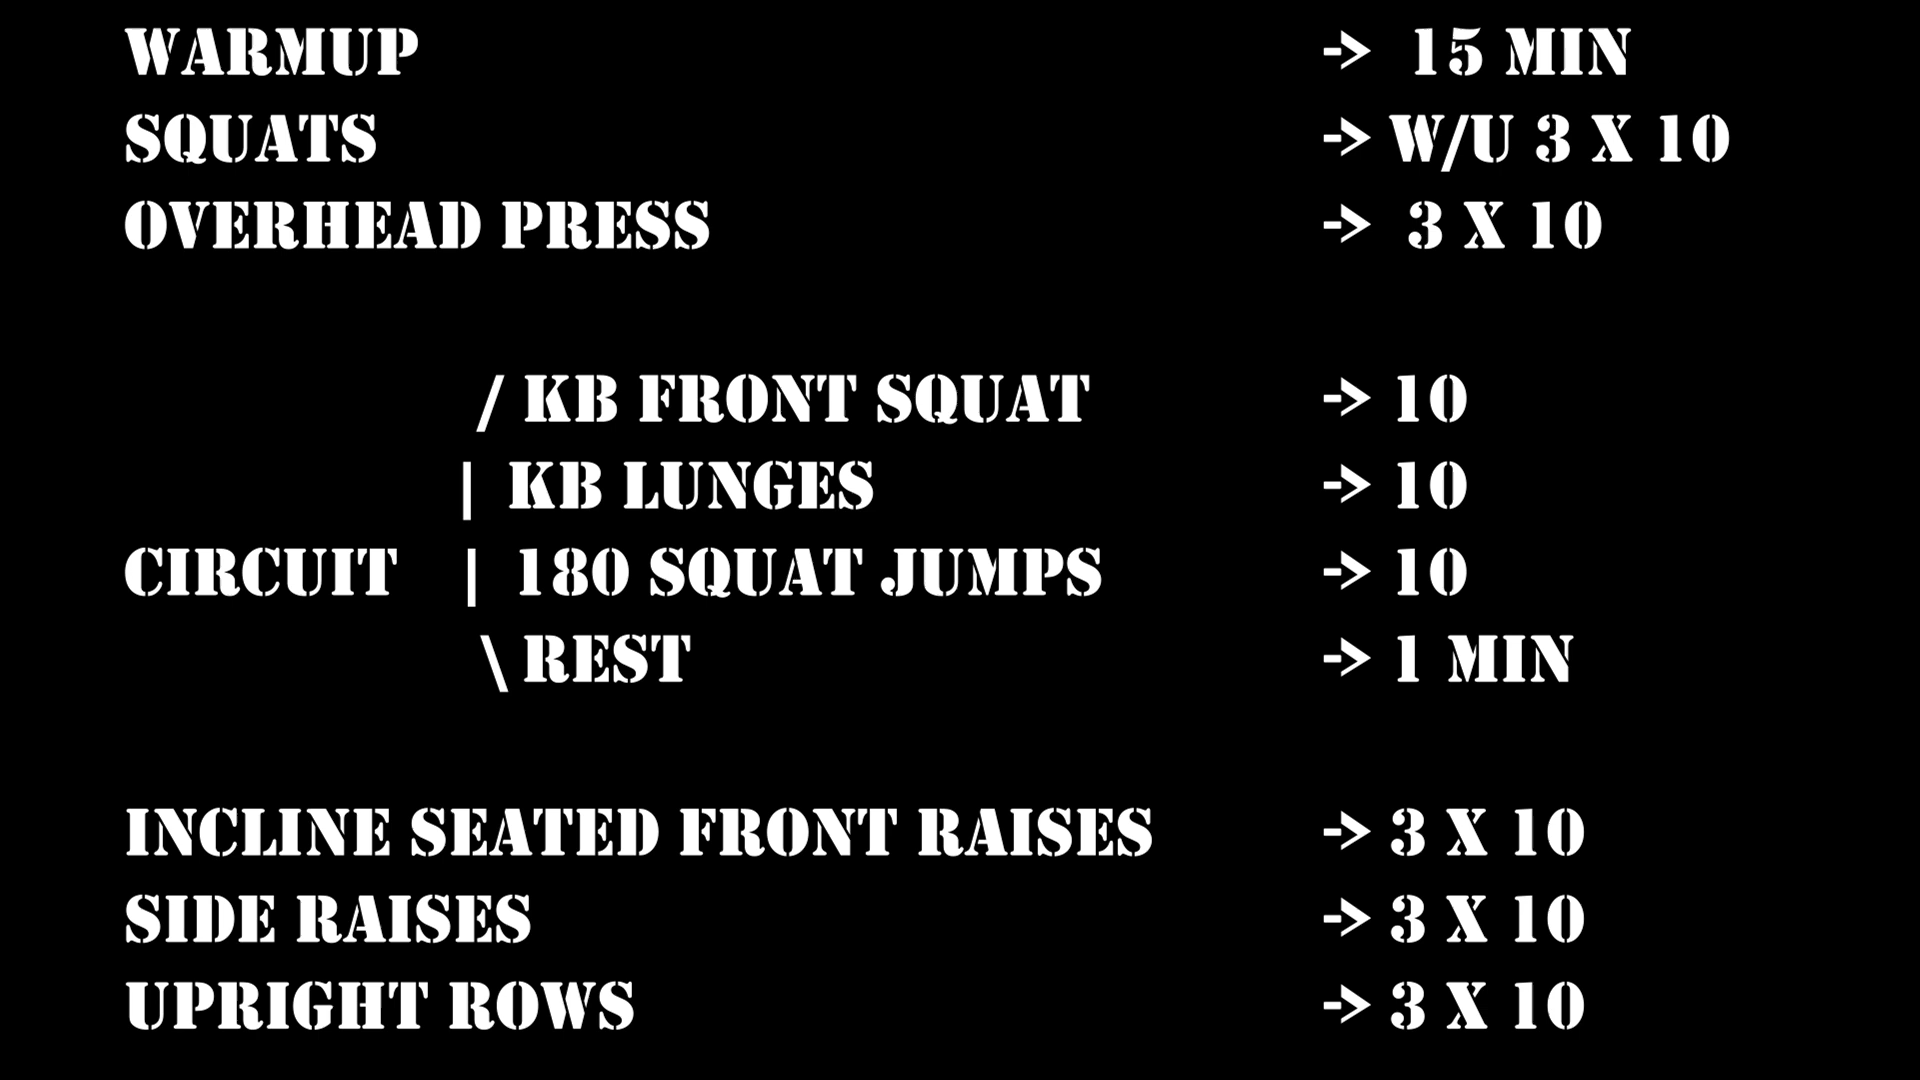 WARMUP -> 15 MIN
SQUATS -> W/U 3 X 10
OVERHEAD PRESS -> 3 X 10
/ KB FRONT SQUAT -> 10
| KB LUNGES -> 10
CIRCUIT | 180 SQUAT JUMPS -> 10
\ REST -> 1 MIN
INCLINE SEATED FRONT RAISES -> 3 X 10
SIDE RAISES -> 3 X 10
UPRIGHT ROWS -> 3 X 10